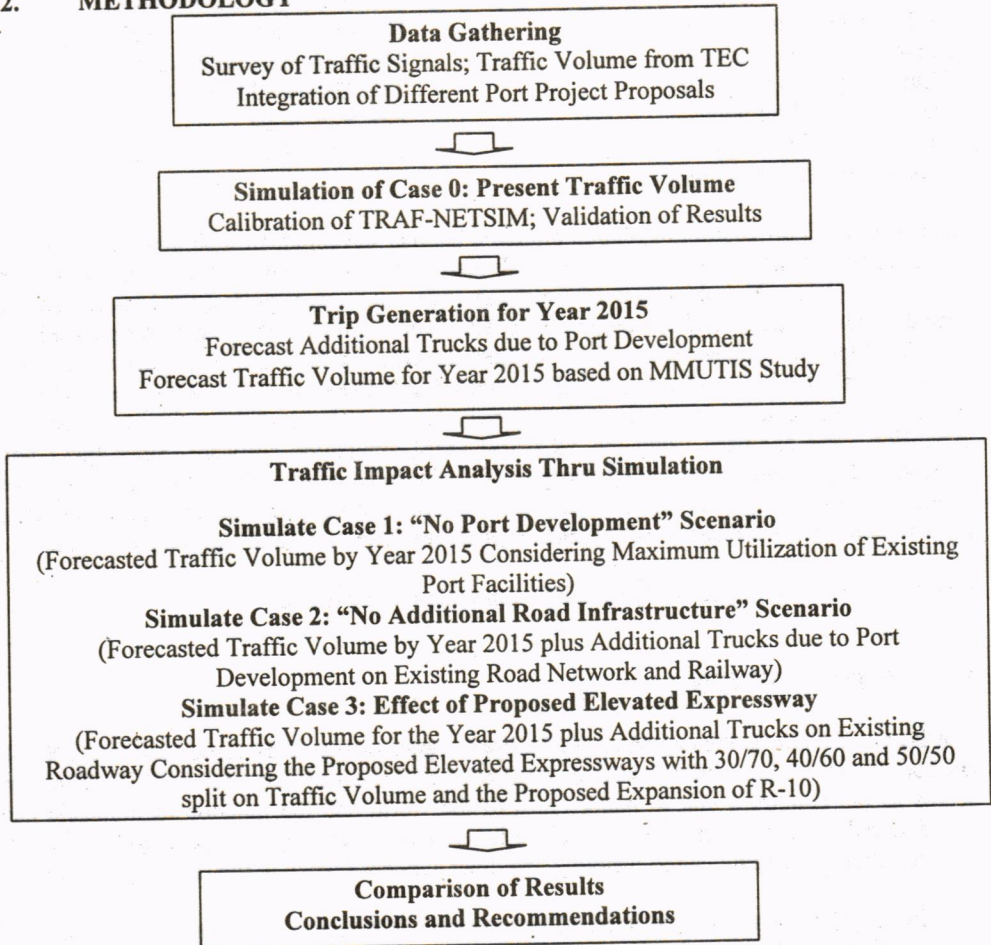 2. METHODOLOGY
Data Gathering
Survey of Traffic Signals; Traffic Volume from TEC
Integration of Different Port Project Proposals
Simulation of Case 0: Present Traffic Volume
Calibration of TRAF-NETSIM; Validation of Results
Trip Generation for Year 2015
Forecast Additional Trucks due to Port Development
Forecast Traffic Volume for Year 2015 based on MMUTIS Study
Traffic Impact Analysis Thru Simulation
Simulate Case 1: “No Port Development” Scenario
(Forecasted Traffic Volume by Year 2015 Considering Maximum Utilization of Existing
Port Facilities)
Simulate Case 2: “No Additional Road Infrastructure” Scenario
(Forecasted Traffic Volume by Year 2015 plus Additional Trucks due to Port
Development on Existing Road Network and Railway)
Simulate Case 3: Effect of Proposed Elevated Expressway
(Forecasted Traffic Volume for the Year 2015 plus Additional Trucks on Existing
Roadway Considering the Proposed Elevated Expressways with 30/70, 40/60 and 50/50
split on Traffic Volume and the Proposed Expansion of R-10)
Comparison of Results
Conclusions and Recommendations